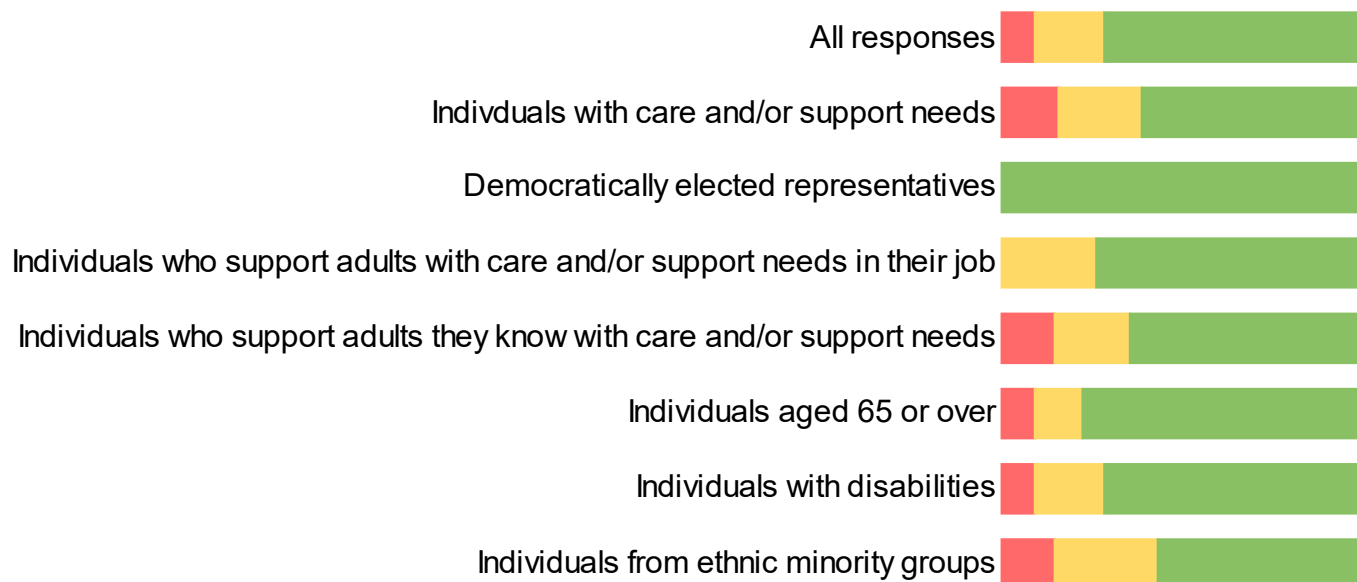 All responses
Indivduals with care and/or support needs
Democratically elected representatives
Individuals who support adults with care and/or support needs in their job
Individuals who support adults they know with care and/or support needs
Individuals aged 65 or over
Individuals with disabilities
Individuals from ethnic minority groups